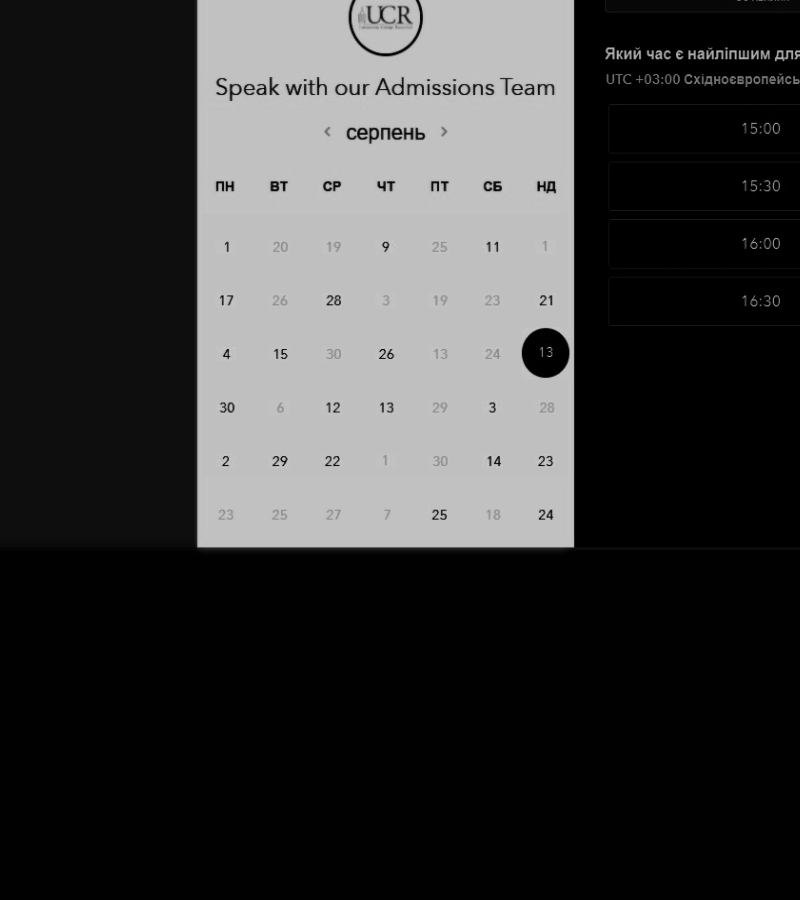 UCR
Speak with our Admissions Team
серпень
ПН ВТ СР ЧТ ПТ СБ НД
1 20 19 9 25 11 1
17 26 28 3 19 23 21
4 15 30 26 13 24 13
30 6 12 13 29 3 28
2 29 22 1 30 14 23
23 25 27 7 25 18 24
Який час є найліпшим для
UTC +03:00 Східноєвропейсь
15:00
15:30
16:00
16:30